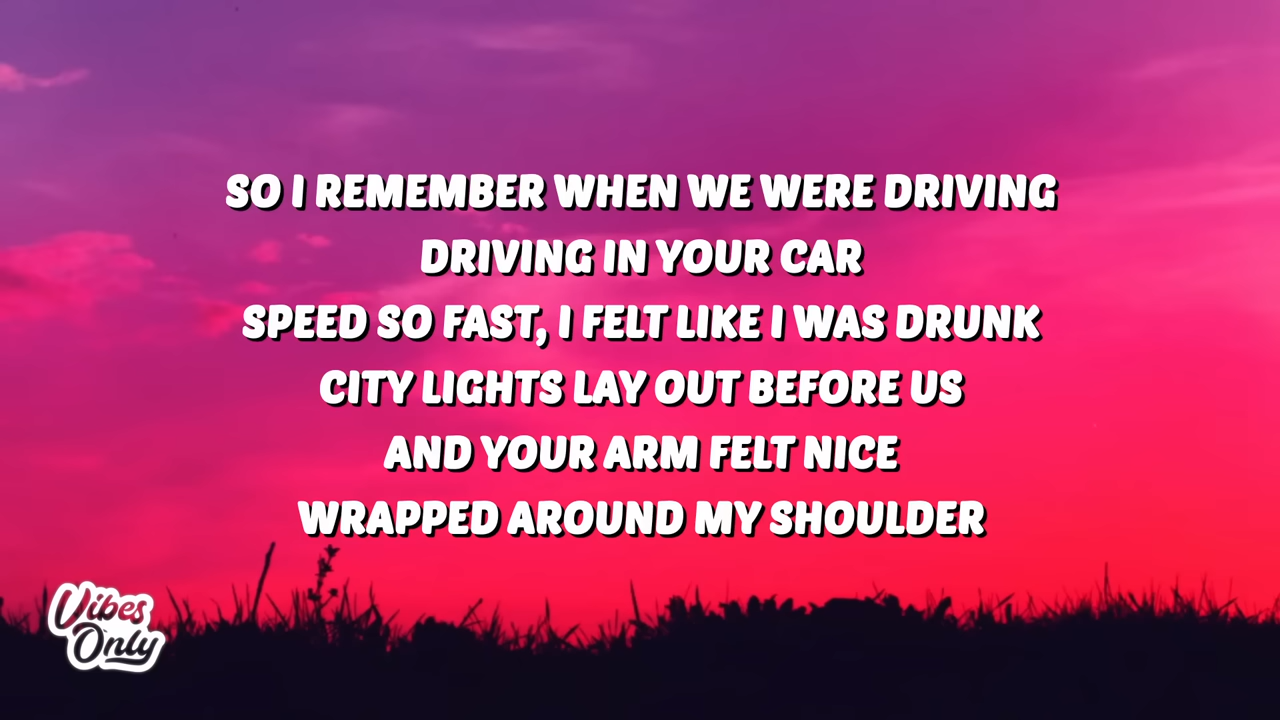 SO I REMEMBER WHEN WE WERE DRIVING
DRIVING IN YOUR CAR
SPEED SO FAST, I FELT LIKE I WAS DRUNK
CITY LIGHTS LAY OUT BEFORE US
AND YOUR ARM FELT NICE
WRAPPED AROUND MY SHOULDER
Vibes
Only